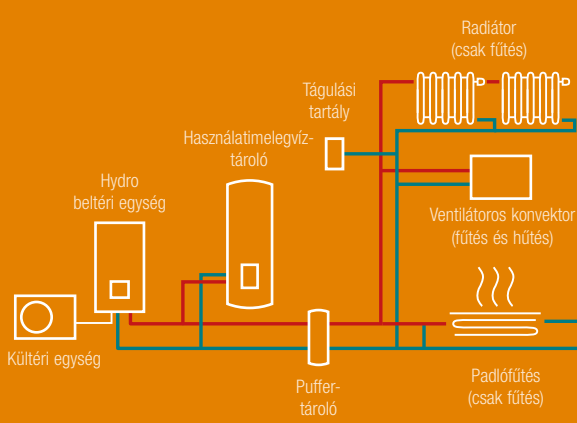 Radiátor
(csak fűtés)
Tágulási
tartály
Használatimelegvíz-
tároló
Hydro
beltéri egység
Ventilátoros konvektor
(fűtés és hűtés)
Kültéri egység
Puffer-
tároló
Padlófűtés
(csak fűtés)